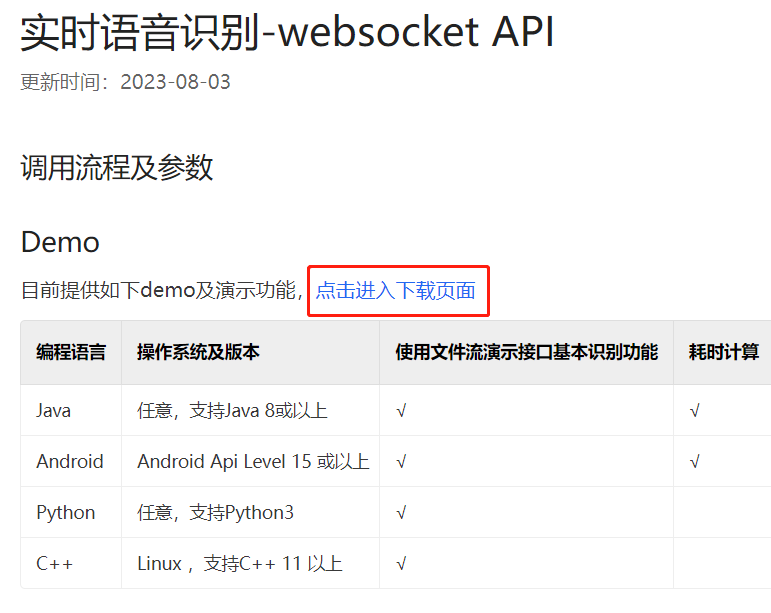 实时语音识别-websocket API
更新时间：2023-08-03
调用流程及参数
Demo
目前提供如下demo及演示功能，点击进入下载页面
编程语言 操作系统及版本 使用文件流演示接口基本识别功能 耗时计算
Java 任意，支持Java 8或以上 √ √
Android Android Api Level 15 或以上 √ √
Python 任意，支持Python3 √
C++ Linux ，支持C++ 11 以上 √